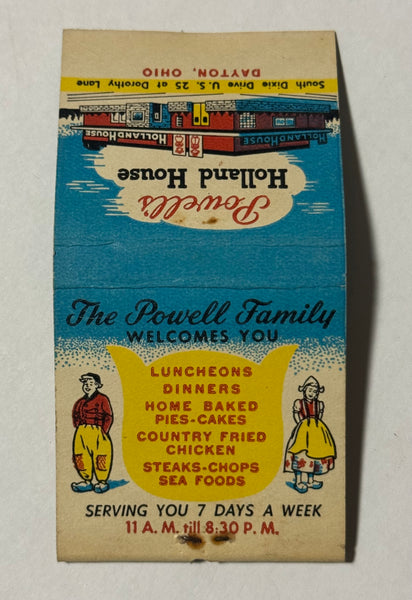 Powell's
Holland House
HOLLAND HOUSE
HOLLAND HOUSE
HOLLAND HOUSE
South Dixie Drive U.S. 25 at Dorothy Lane
DAYTON, OHIO
The Powell Family
WELCOMES YOU
LUNCHEONS
DINNERS
HOME BAKED
PIES-CAKES
COUNTRY FRIED
CHICKEN
STEAKS-CHOPS
SEA FOODS
SERVING YOU 7 DAYS A WEEK
11 A.M. till 8:30 P.M.